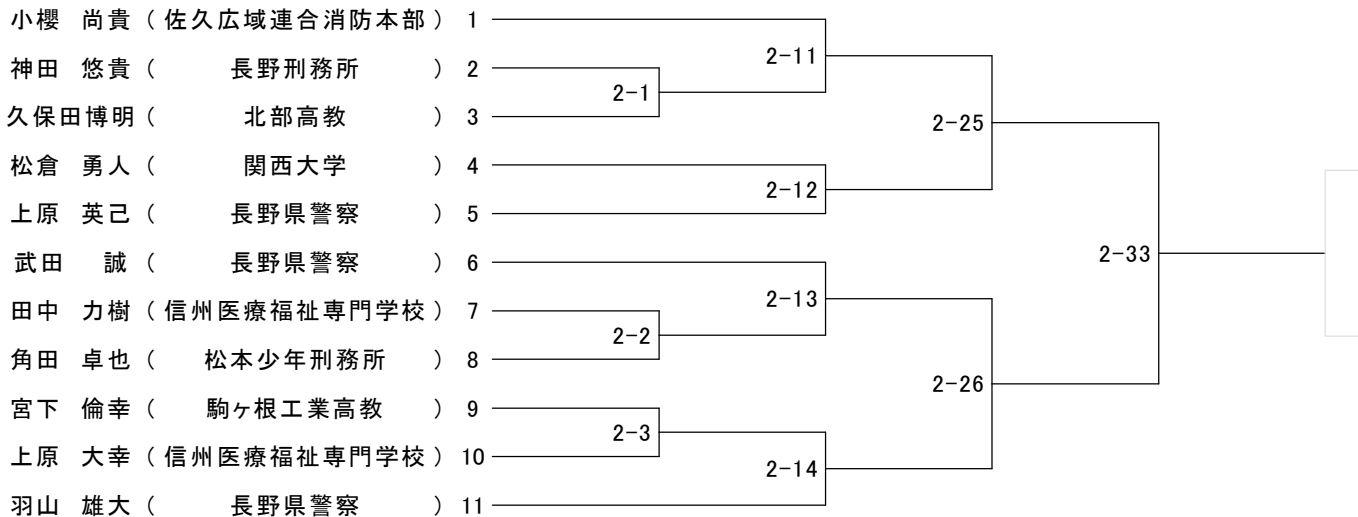 小櫻 尚貴 ( 佐久広域連合消防本部 ) 1
2-11
神田 悠貴 ( 長野刑務所 ) 2
2-1
久保田博明 ( 北部高教 ) 3
2-25
松倉 勇人 ( 関西大学 ) 4
2-12
上原 英己 ( 長野県警察 ) 5
2-33
武田 誠 ( 長野県警察 ) 6
2-13
田中 力樹 ( 信州医療福祉専門学校 ) 7
2-2
角田 卓也 ( 松本少年刑務所 ) 8
2-26
宮下 倫幸 ( 駒ヶ根工業高教 ) 9
2-3
上原 大幸 ( 信州医療福祉専門学校 ) 10
2-14
羽山 雄大 ( 長野県警察 ) 11